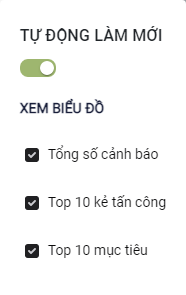 TỰ ĐỘNG LÀM MỚI
XEM BIỂU ĐỒ
Tổng số cảnh báo
Top 10 kẻ tấn công
Top 10 mục tiêu